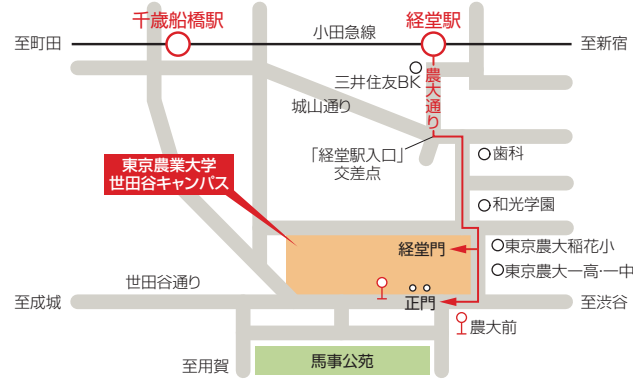 千歳船橋駅
経堂駅
小田急線
至町田
至新宿
三井住友BK
農大通り
城山通り
「経堂駅入口」
交差点
歯科
東京農業大学
世田谷キャンパス
和光学園
経堂門
東京農大稲花小
東京農大一高・一中
世田谷通り
至成城
正門
至渋谷
農大前
馬事公苑
至用賀